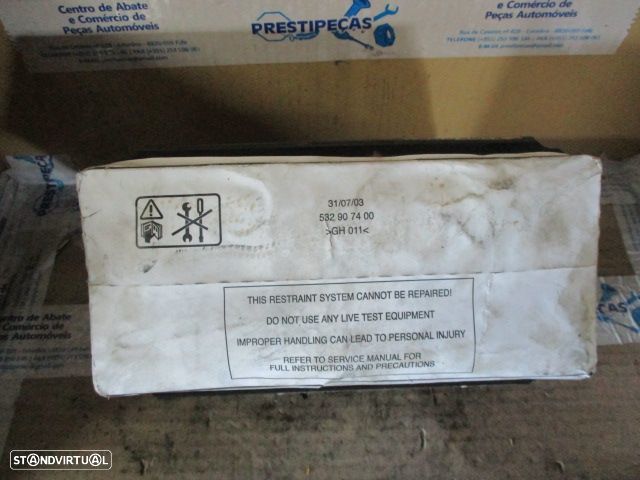 Centro de Abate
e Comércio de
Peças Automóveis
PRESTIPEÇAS
PRESTIPEÇAS
Centro de Abate
e Comércio de
Peças Automóveis
31/07/03
532 90 74 00
>GH 011<
THIS RESTRAINT SYSTEM CANNOT BE REPAIRED!
DO NOT USE ANY LIVE TEST EQUIPMENT
IMPROPER HANDLING CAN LEAD TO PERSONAL INJURY
REFER TO SERVICE MANUAL FOR
FULL INSTRUCTIONS AND PRECAUTIONS
STANDVIRTUAL